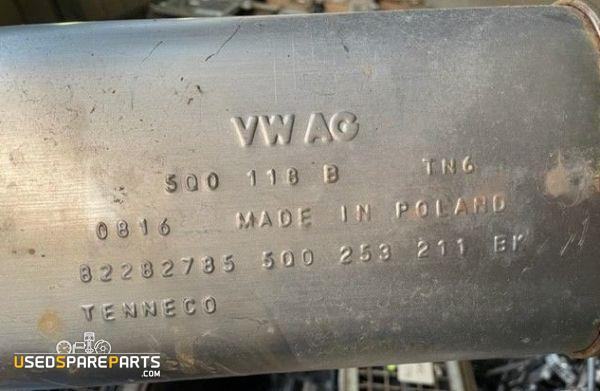 VW AG
5Q0 118 B TN6
0816 MADE IN POLAND
82282785 5Q0 253 211 BK
TENNECO
USEDSPAREPARTS.COM